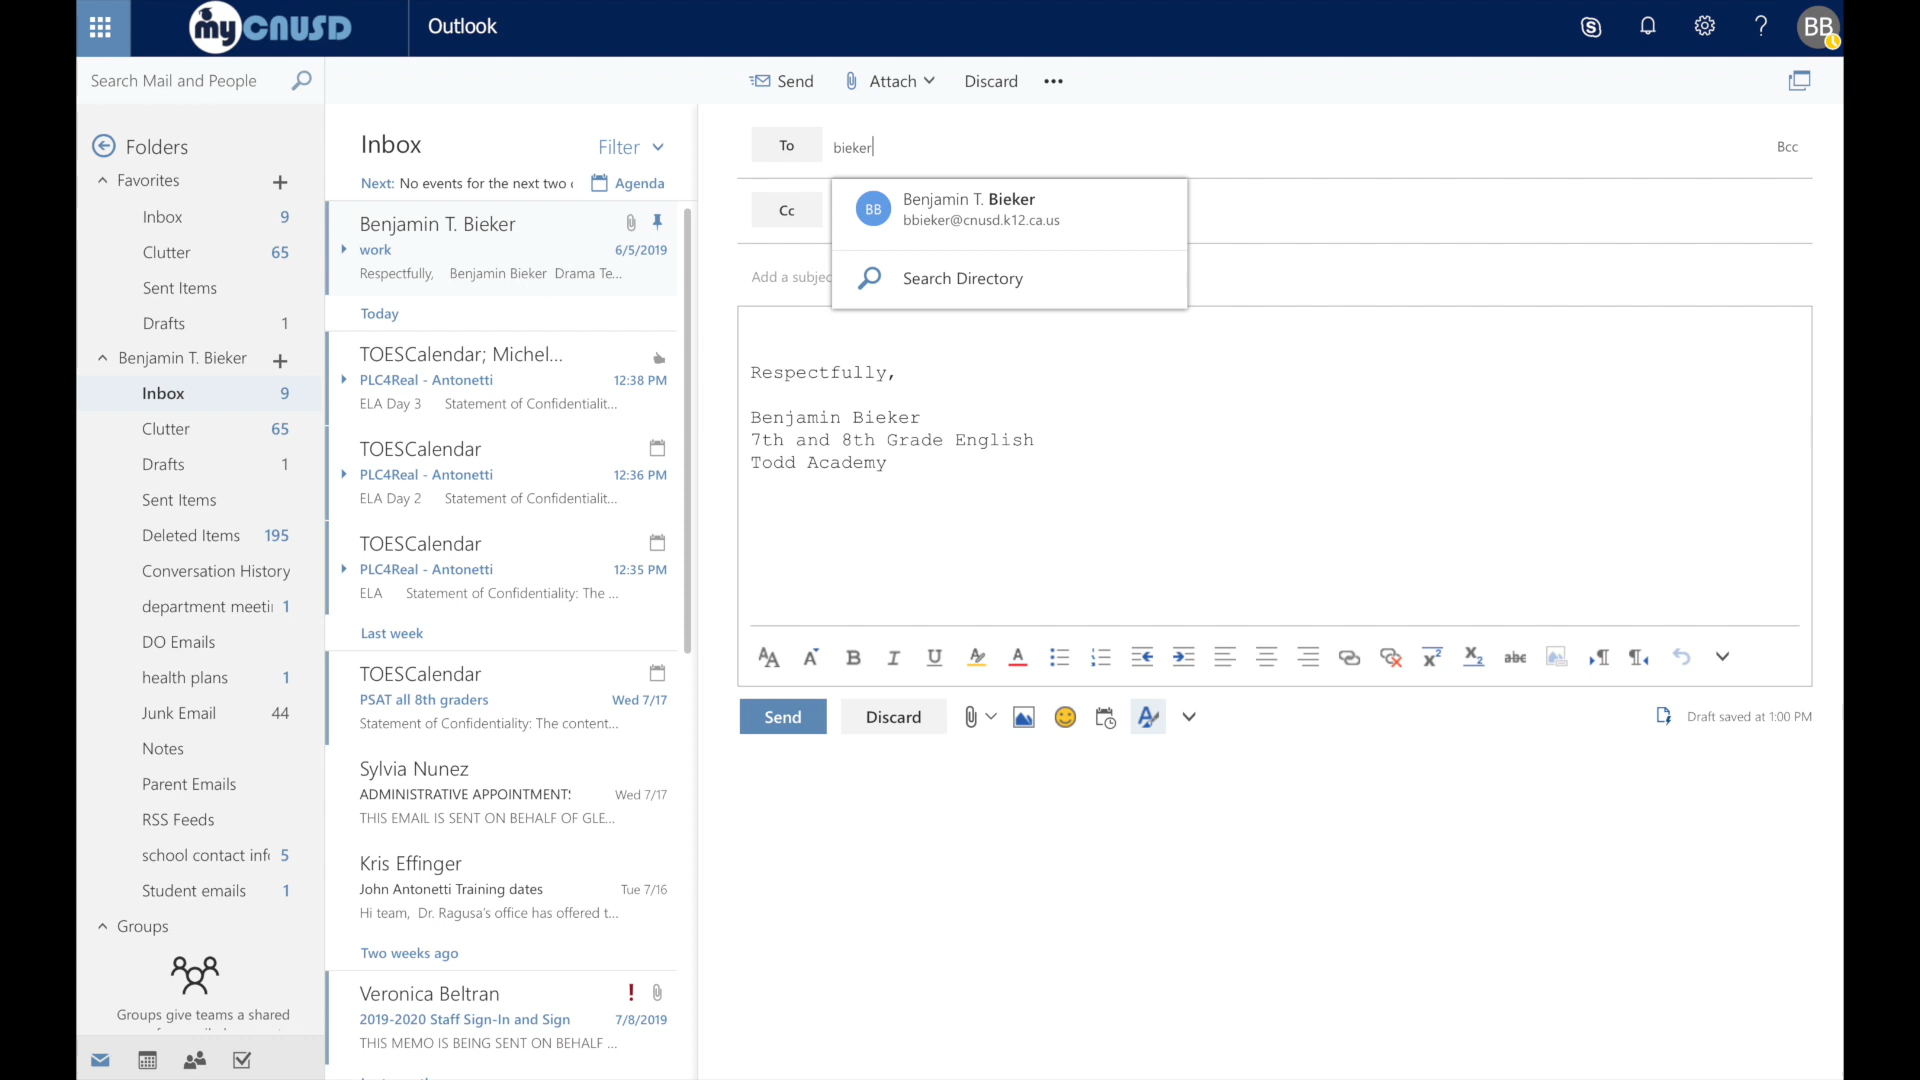 my CNUSD
Outlook
BB
Search Mail and People
Send
Attach
Discard
Folders
Favorites
Inbox 9
Clutter 65
Sent Items
Drafts 1
Benjamin T. Bieker
Inbox 9
Clutter 65
Drafts 1
Sent Items
Deleted Items 195
Conversation History
department meeti 1
DO Emails
health plans 1
Junk Email 44
Notes
Parent Emails
RSS Feeds
school contact inf 5
Student emails 1
Groups
Groups give teams a shared
Inbox
Filter
Next: No events for the next two
Agenda
Benjamin T. Bieker
work 6/5/2019
Respectfully, Benjamin Bieker Drama Te...
Today
TOESCalendar; Michel...
PLC4Real - Antonetti 12:38 PM
ELA Day 3 Statement of Confidentialit...
TOESCalendar
PLC4Real - Antonetti 12:36 PM
ELA Day 2 Statement of Confidentialit...
TOESCalendar
PLC4Real - Antonetti 12:35 PM
ELA Statement of Confidentiality: The ...
Last week
TOESCalendar
PSAT all 8th graders Wed 7/17
Statement of Confidentiality: The content...
Sylvia Nunez
ADMINISTRATIVE APPOINTMENT Wed 7/17
THIS EMAIL IS SENT ON BEHALF OF GLE...
Kris Effinger
John Antonetti Training dates Tue 7/16
Hi team, Dr. Ragusa's office has offered t...
Two weeks ago
Veronica Beltran
2019-2020 Staff Sign-In and Sign 7/8/2019
THIS MEMO IS BEING SENT ON BEHALF ...
To bieker
Bcc
Cc
BB
Benjamin T. Bieker
bbieker@cnusd.k12.ca.us
Search Directory
Add a subjec
Respectfully,
Benjamin Bieker
7th and 8th Grade English
Todd Academy
Send
Discard
Draft saved at 1:00 PM